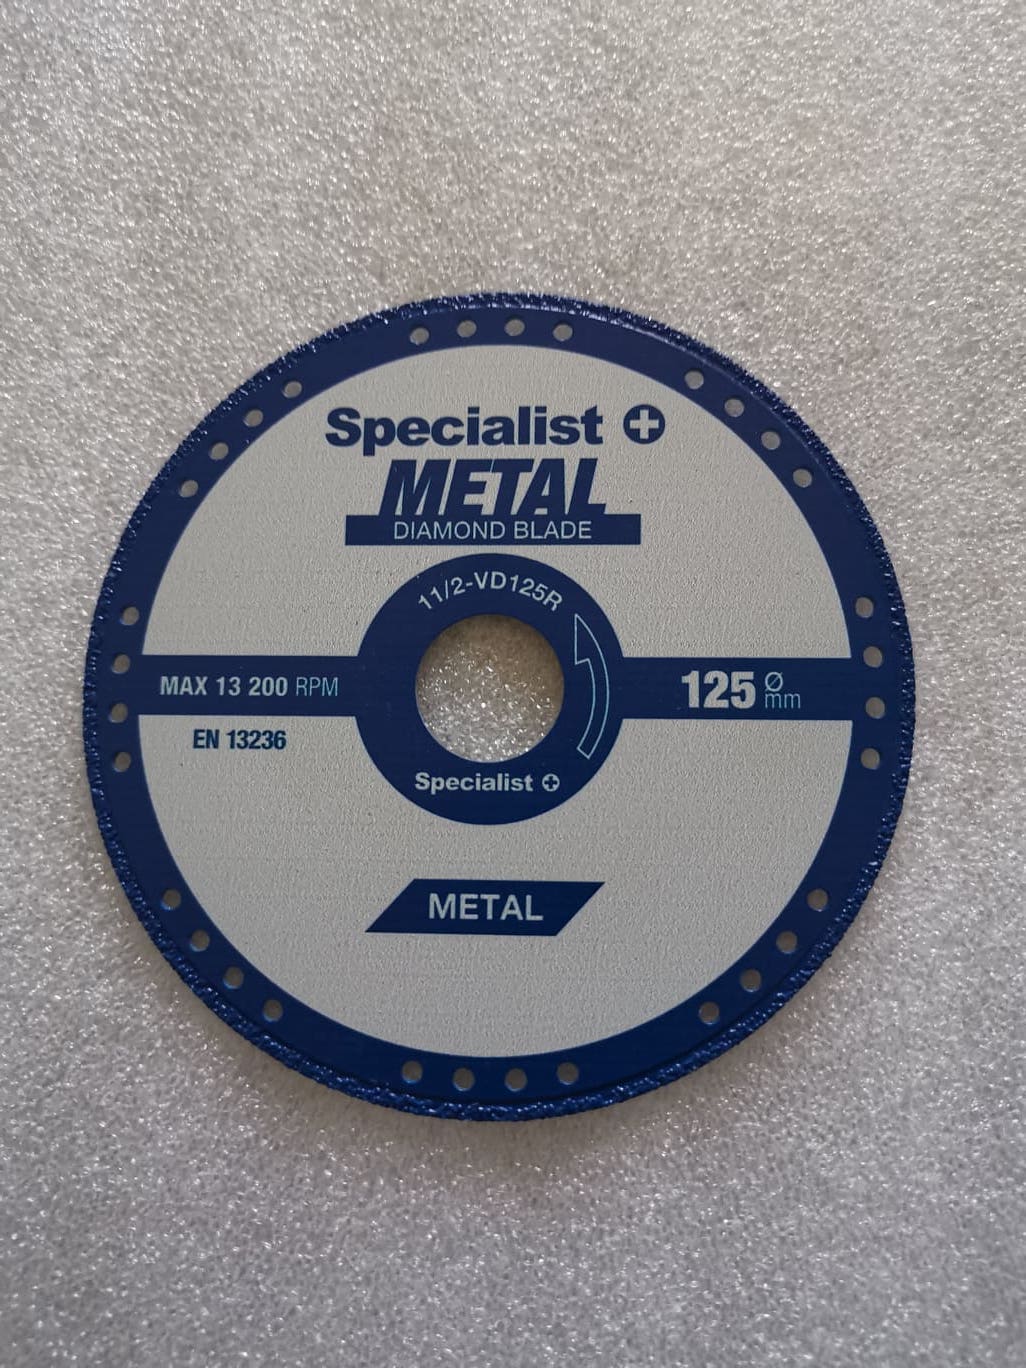 Specialist +
METAL
DIAMOND BLADE
11/2-VD125R
MAX 13 200 RPM
125 Ø mm
EN 13236
Specialist +
METAL